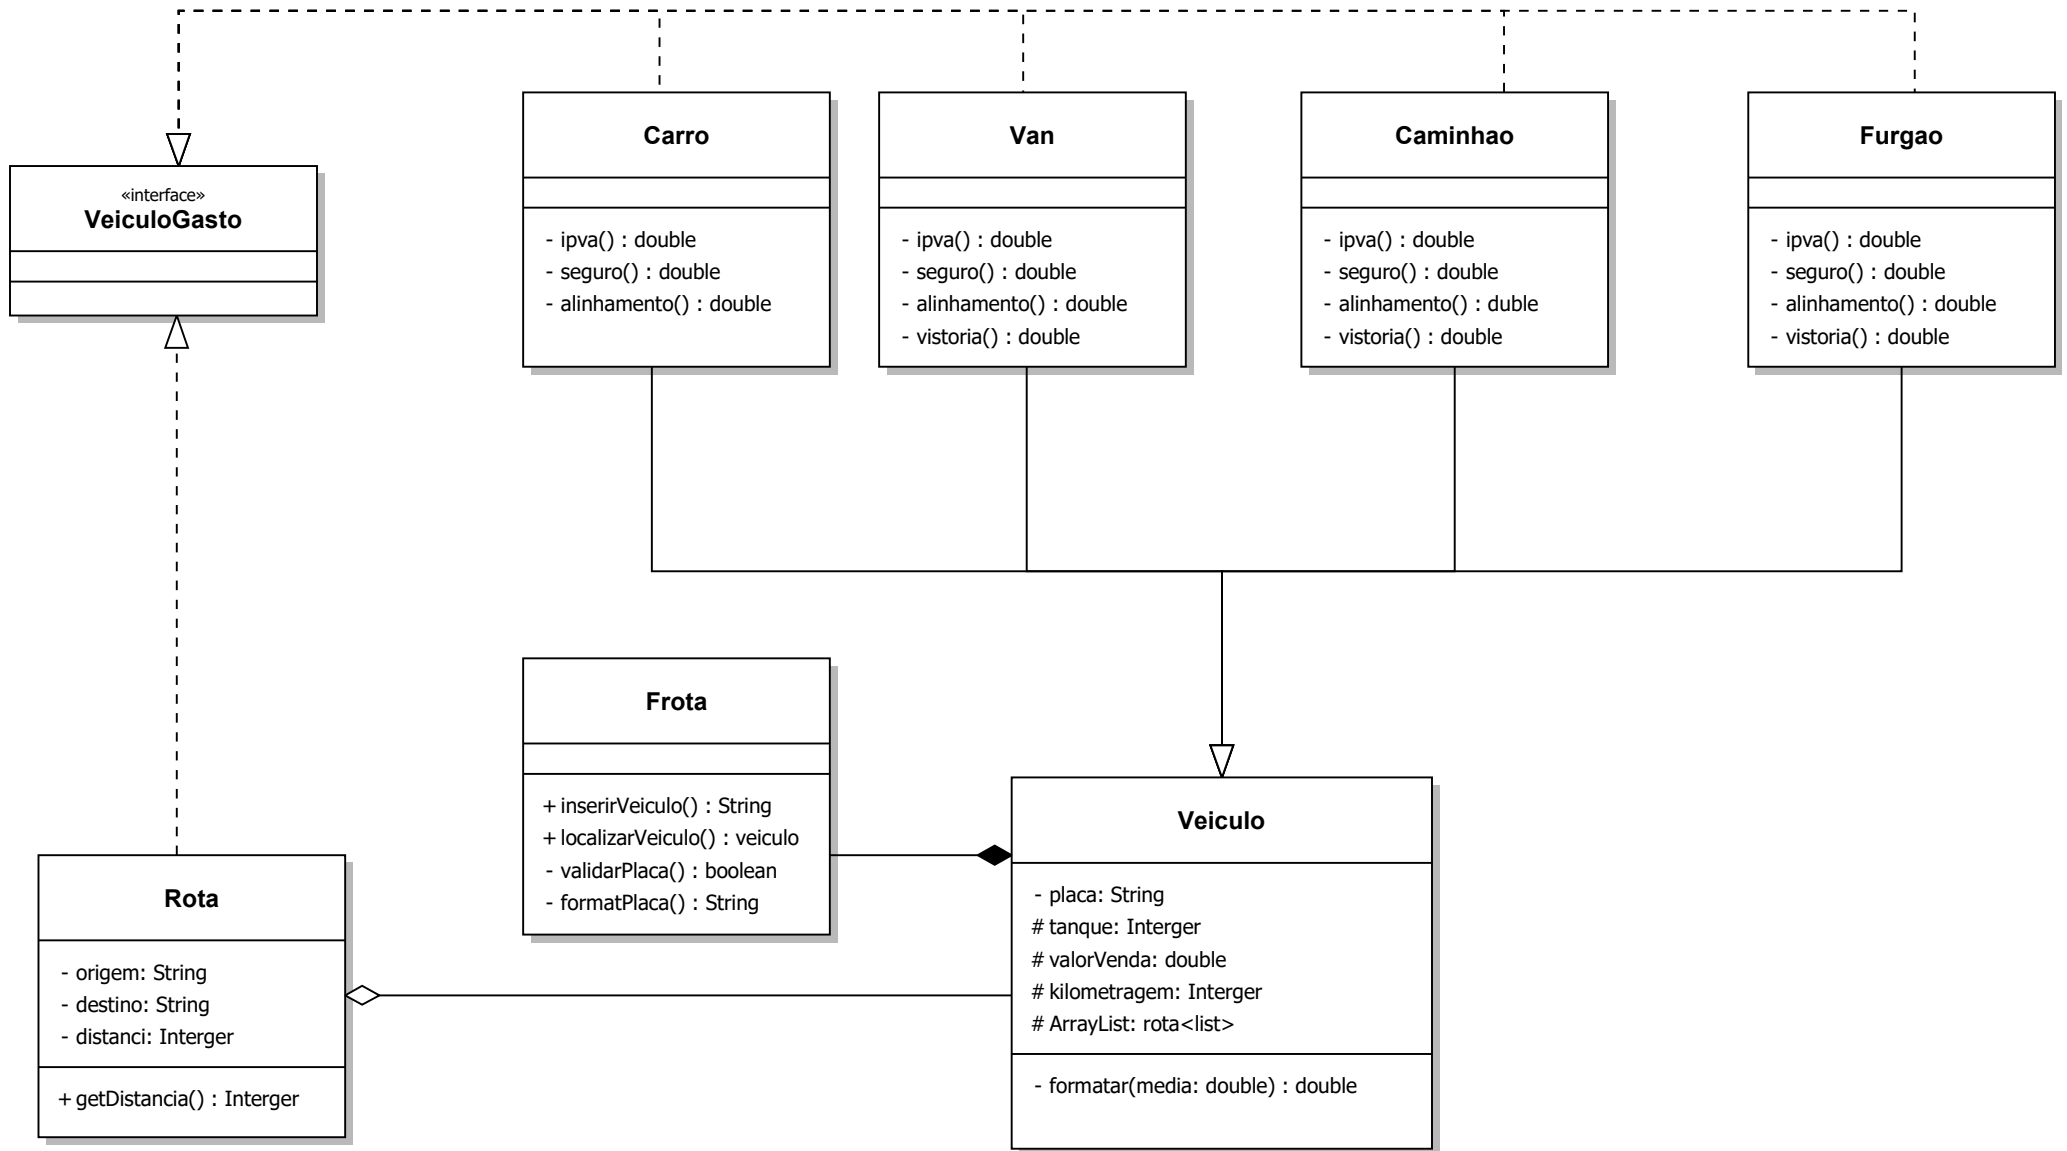 «interface»
VeiculoGasto
Carro
- ipva() : double
- seguro() : double
- alinhamento() : double
Van
- ipva() : double
- seguro() : double
- alinhamento() : double
- vistoria() : double
Caminhao
- ipva() : double
- seguro() : double
- alinhamento() : duble
- vistoria() : double
Furgao
- ipva() : double
- seguro() : double
- alinhamento() : double
- vistoria() : double
Frota
+ inserirVeiculo() : String
+ localizarVeiculo() : veiculo
- validarPlaca() : boolean
- formatPlaca() : String
Veiculo
- placa: String
# tanque: Interger
# valorVenda: double
# kilometragem: Interger
# ArrayList: rota<list>
- formatar(media: double) : double
Rota
- origem: String
- destino: String
- distanci: Interger
+ getDistancia() : Interger